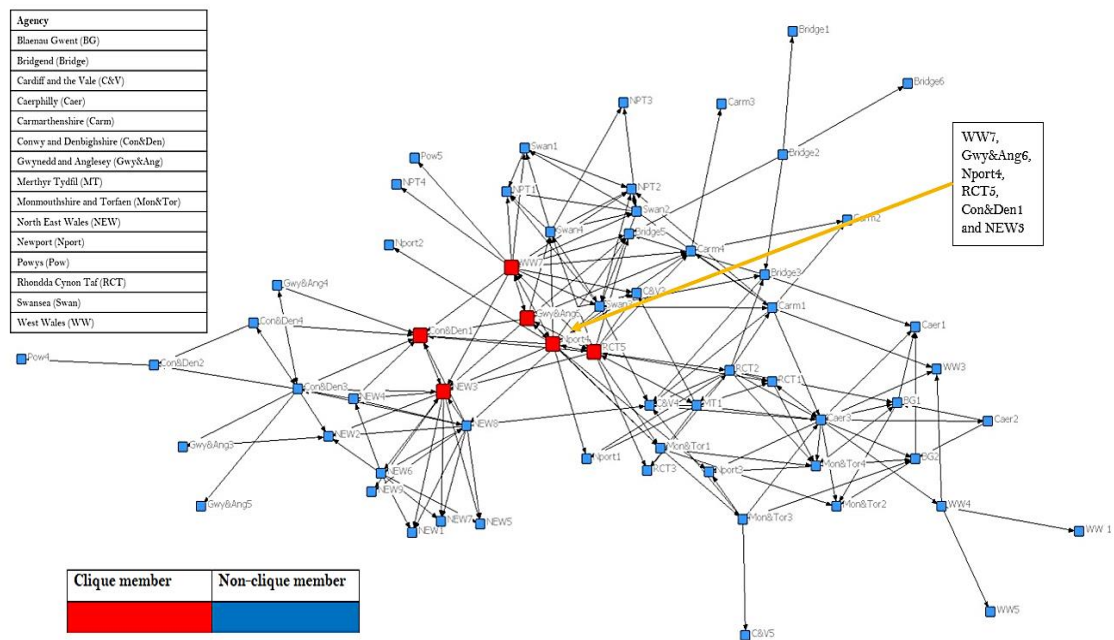 Agency
Blaenau Gwent (BG)
Bridgend (Bridge)
Cardiff and the Vale (C&V)
Caerphilly (Caer)
Carmarthenshire (Carm)
Conwy and Denbighshire (Con&Den)
Gwynedd and Anglesey (Gwy&Ang)
Merthyr Tydfil (MT)
Monmouthshire and Torfaen (Mon&Tor)
North East Wales (NEW)
Newport (Nport)
Powys (Pow)
Rhondda Cynon Taf (RCT)
Swansea (Swan)
West Wales (WW)
Bridge1
Bridge6
NPT3
Carm3
WW7,
Gwy&Ang6,
Nport4,
RCT5,
Con&Den1
and NEW3
Swan1
Pow5
Bridge2
NPT4
NPT1
NPT2
Swan2
Carm2
Swan4
Bridge5
Nport2
Carm4
WW7
Bridge3
Gwy&Ang4
C&V3
Carm1
Con&Den4
Con&Den1
Nport4
RCT5
Caer1
Pow4
Con&Den2
RCT2
WW3
RCT1
Con&Den3
NEW3
NEW4
C&V4
MT1
BG1
Caer3
Caer2
NEW8
NEW2
Gwy&Ang3
Mon&Tor1
Nport1
BG2
Mon&Tor4
RCT3
Nport3
NEW6
NEW9
Gwy&Ang5
Mon&Tor2
WW4
NEW7
NEW5
Mon&Tor3
NEW1
WW 1
WW5
C&V5
Clique member
Non-clique member